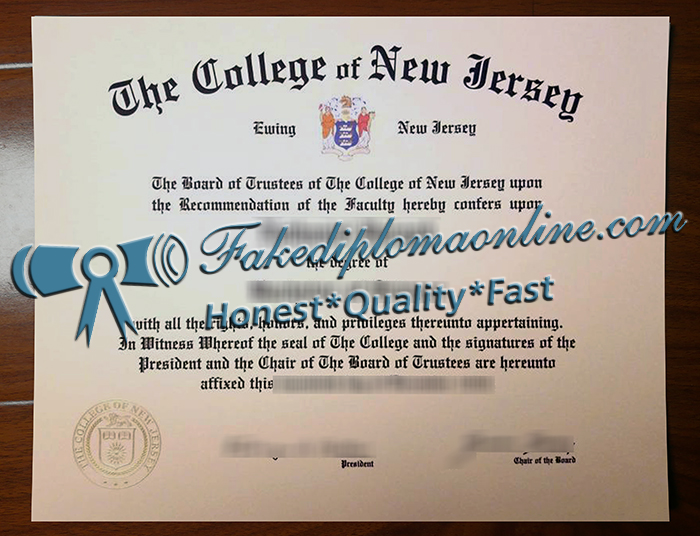 The College of New Jersey
Ewing New Jersey
The Board of Trustees of The College of New Jersey upon
the Recommendation of the Faculty hereby confers upon
Fakediplomaonline.com
the degree of
Honest*Quality*Fast
with all the rights, honors, and privileges thereunto appertaining.
In Witness Whereof the seal of The College and the signatures of the
President and the Chair of The Board of Trustees are hereunto
affixed this
THE COLLEGE OF NEW JERSEY
President
Chair of the Board